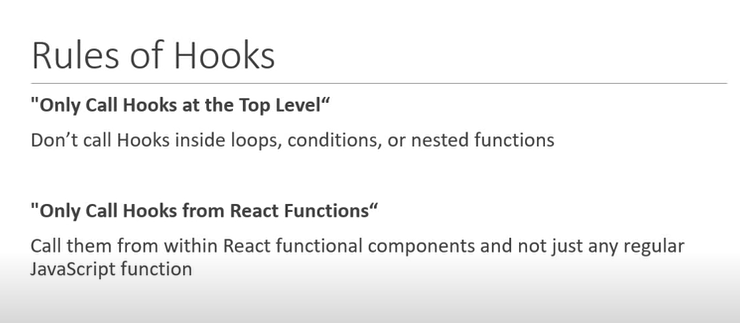 Rules of Hooks
"Only Call Hooks at the Top Level“
Don’t call Hooks inside loops, conditions, or nested functions
"Only Call Hooks from React Functions“
Call them from within React functional components and not just any regular
JavaScript function